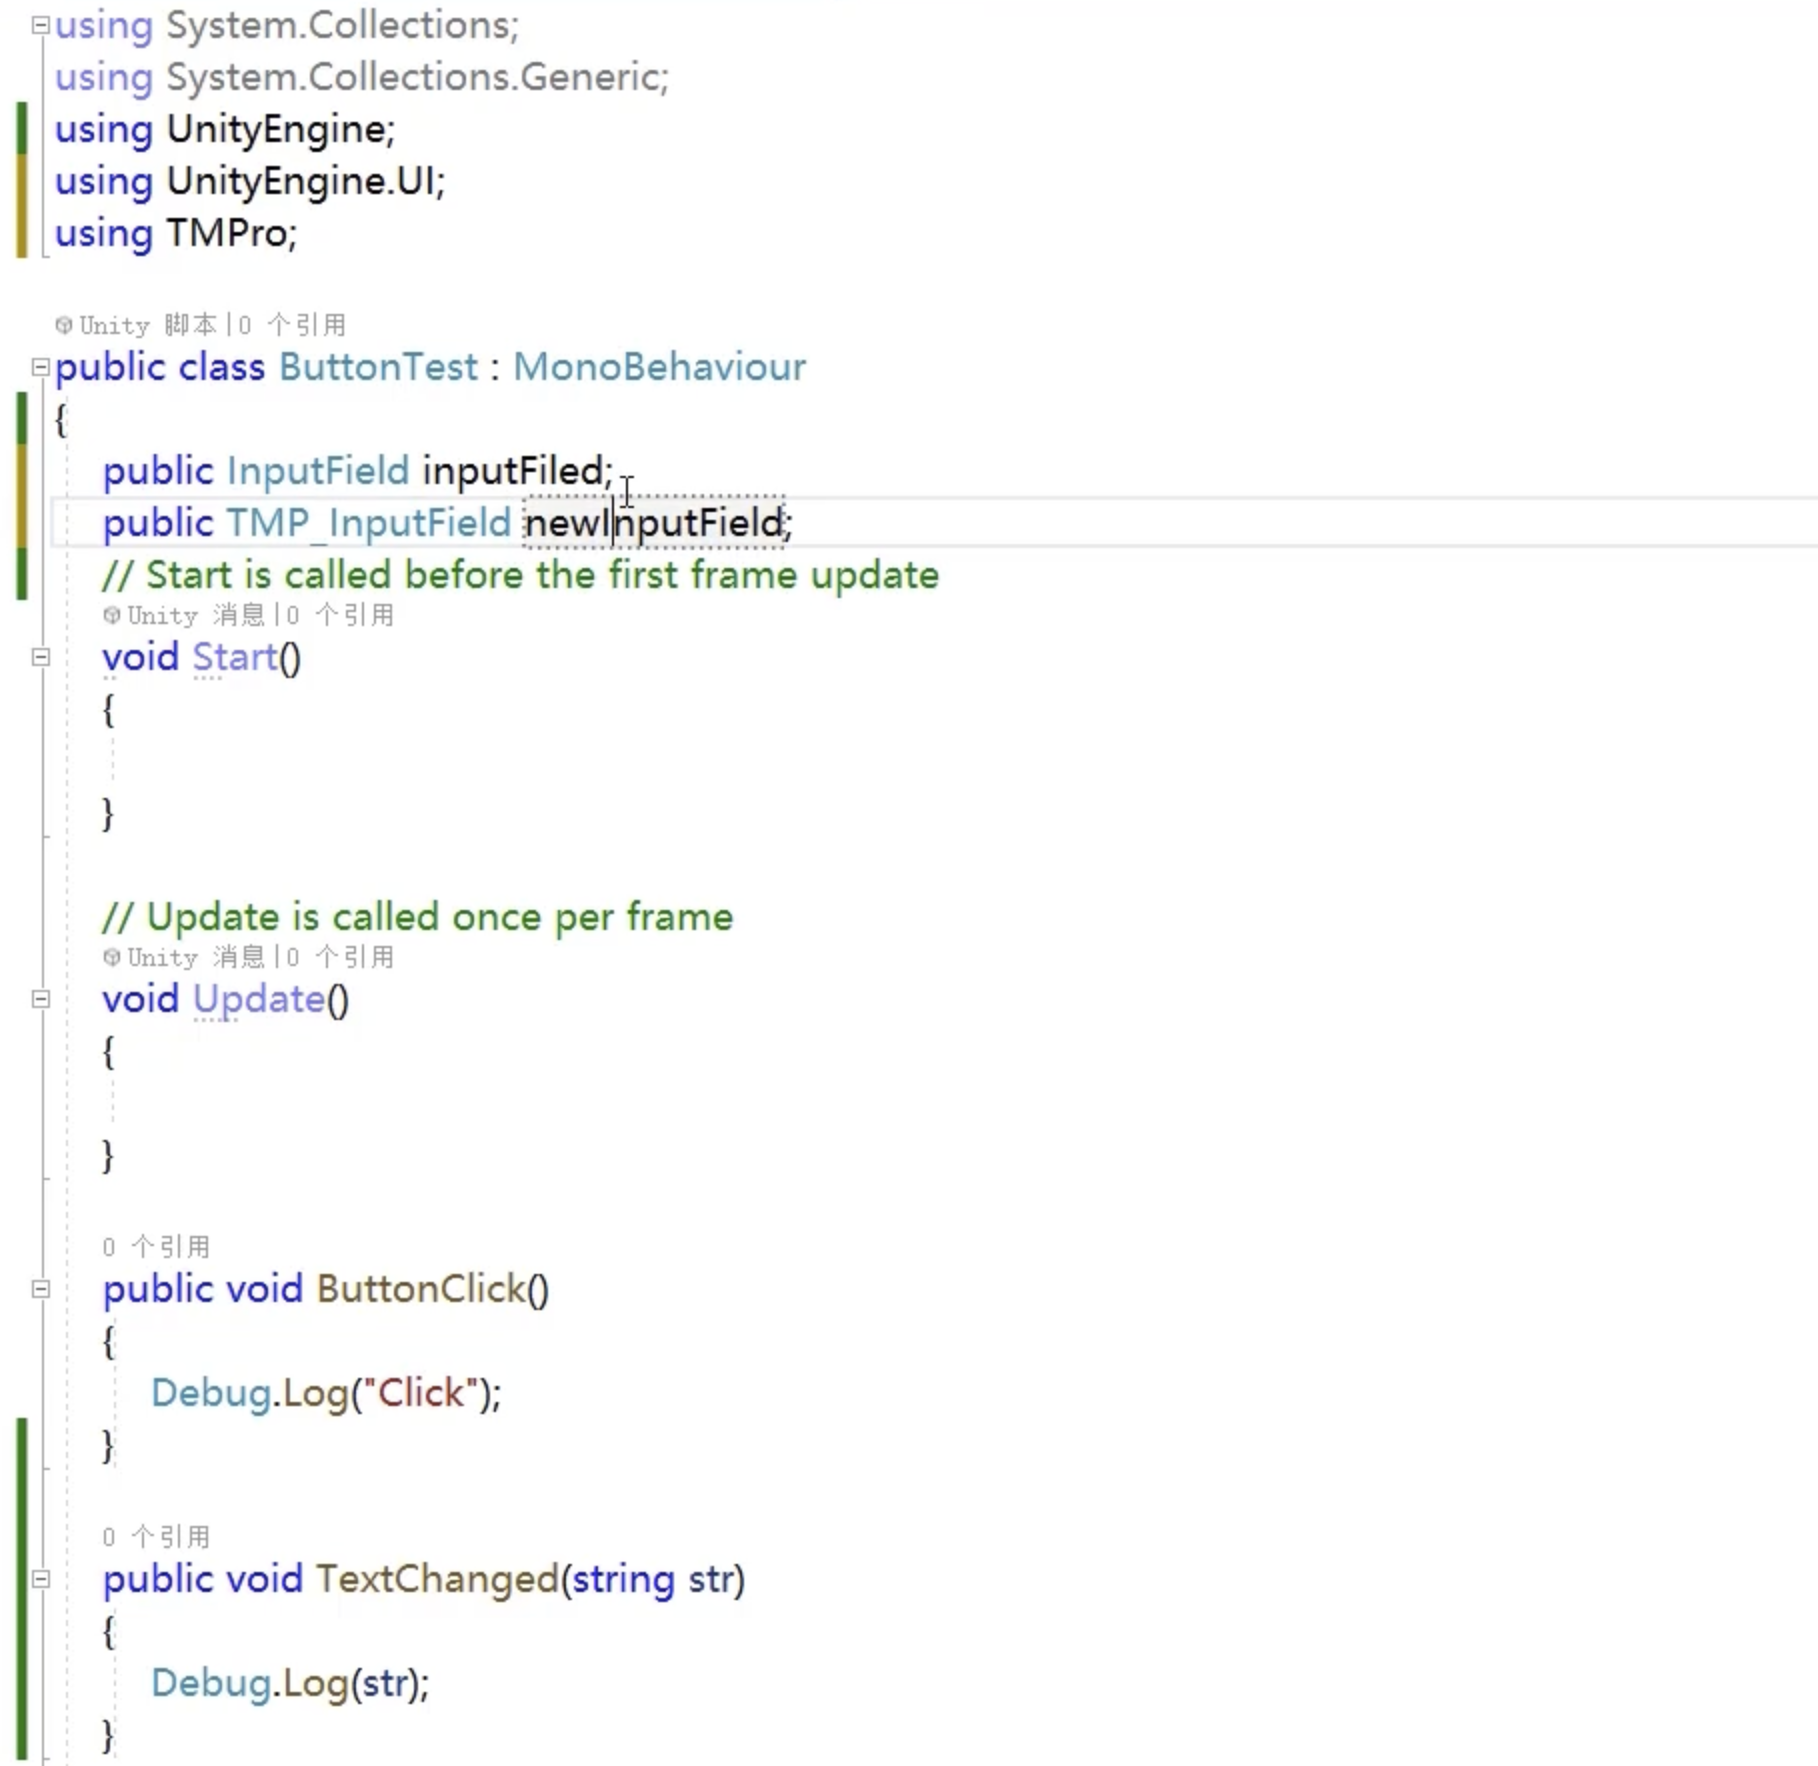 using System.Collections;
using System.Collections.Generic;
using UnityEngine;
using UnityEngine.UI;
using TMPro;
Unity 脚本|0 个引用
public class ButtonTest : MonoBehaviour
{
public InputField inputFiled;
public TMP_InputField newInputField;
// Start is called before the first frame update
Unity 消息|0 个引用
void Start()
{
}
// Update is called once per frame
Unity 消息|0 个引用
void Update()
{
}
0 个引用
public void ButtonClick()
{
Debug.Log("Click");
}
0 个引用
public void TextChanged(string str)
{
Debug.Log(str);
}